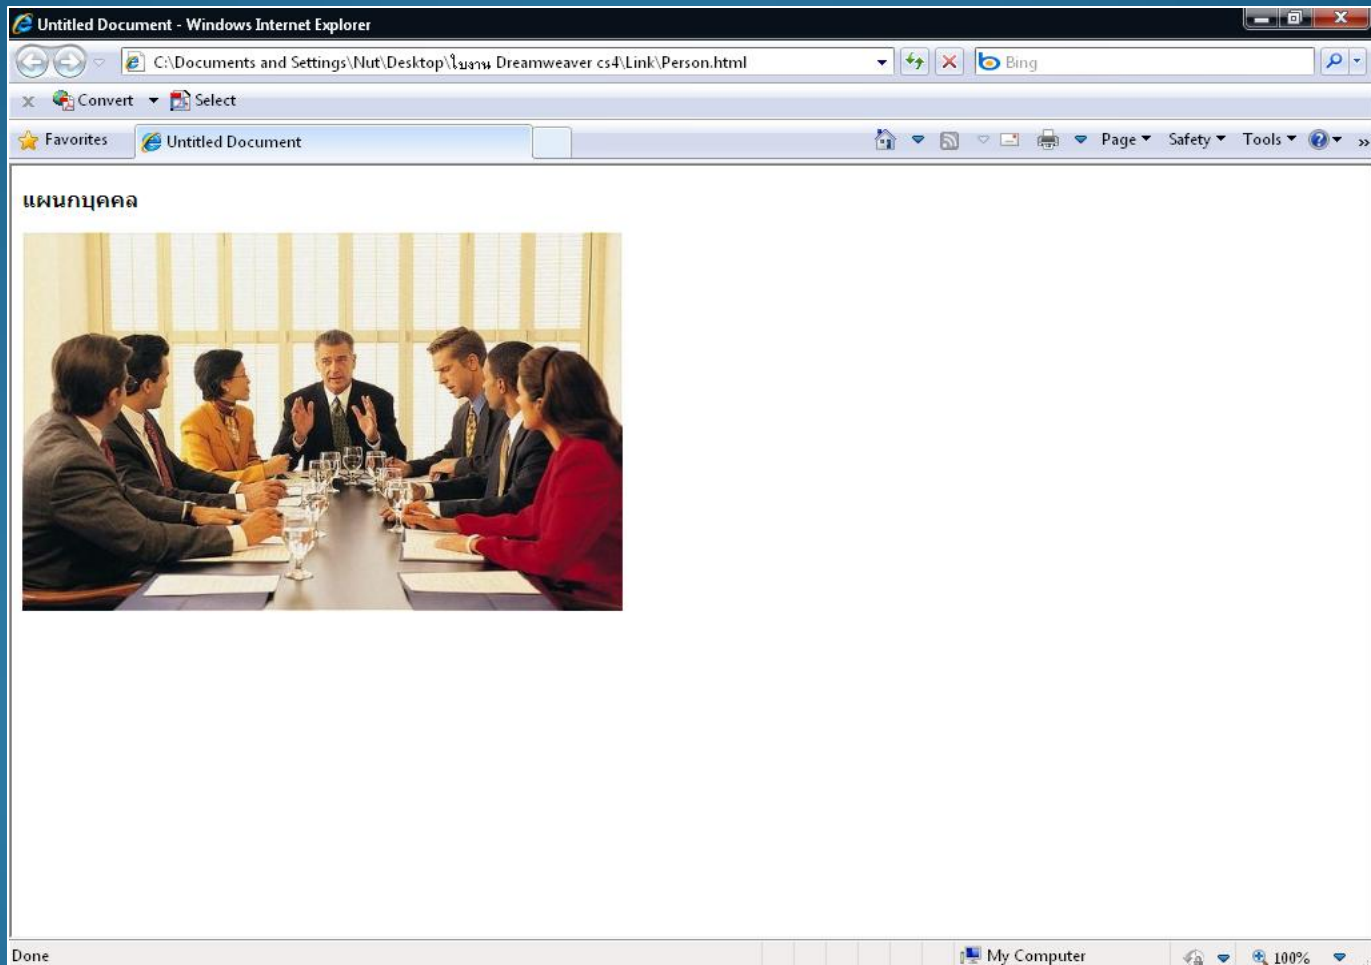 Untitled Document - Windows Internet Explorer
C:\Documents and Settings\Nut\Desktop\ใบงาน Dreamweaver cs4\Link\Person.html
Bing
x Convert Select
Favorites Untitled Document Page Safety Tools »
แผนกบุคคล
Done My Computer 100%